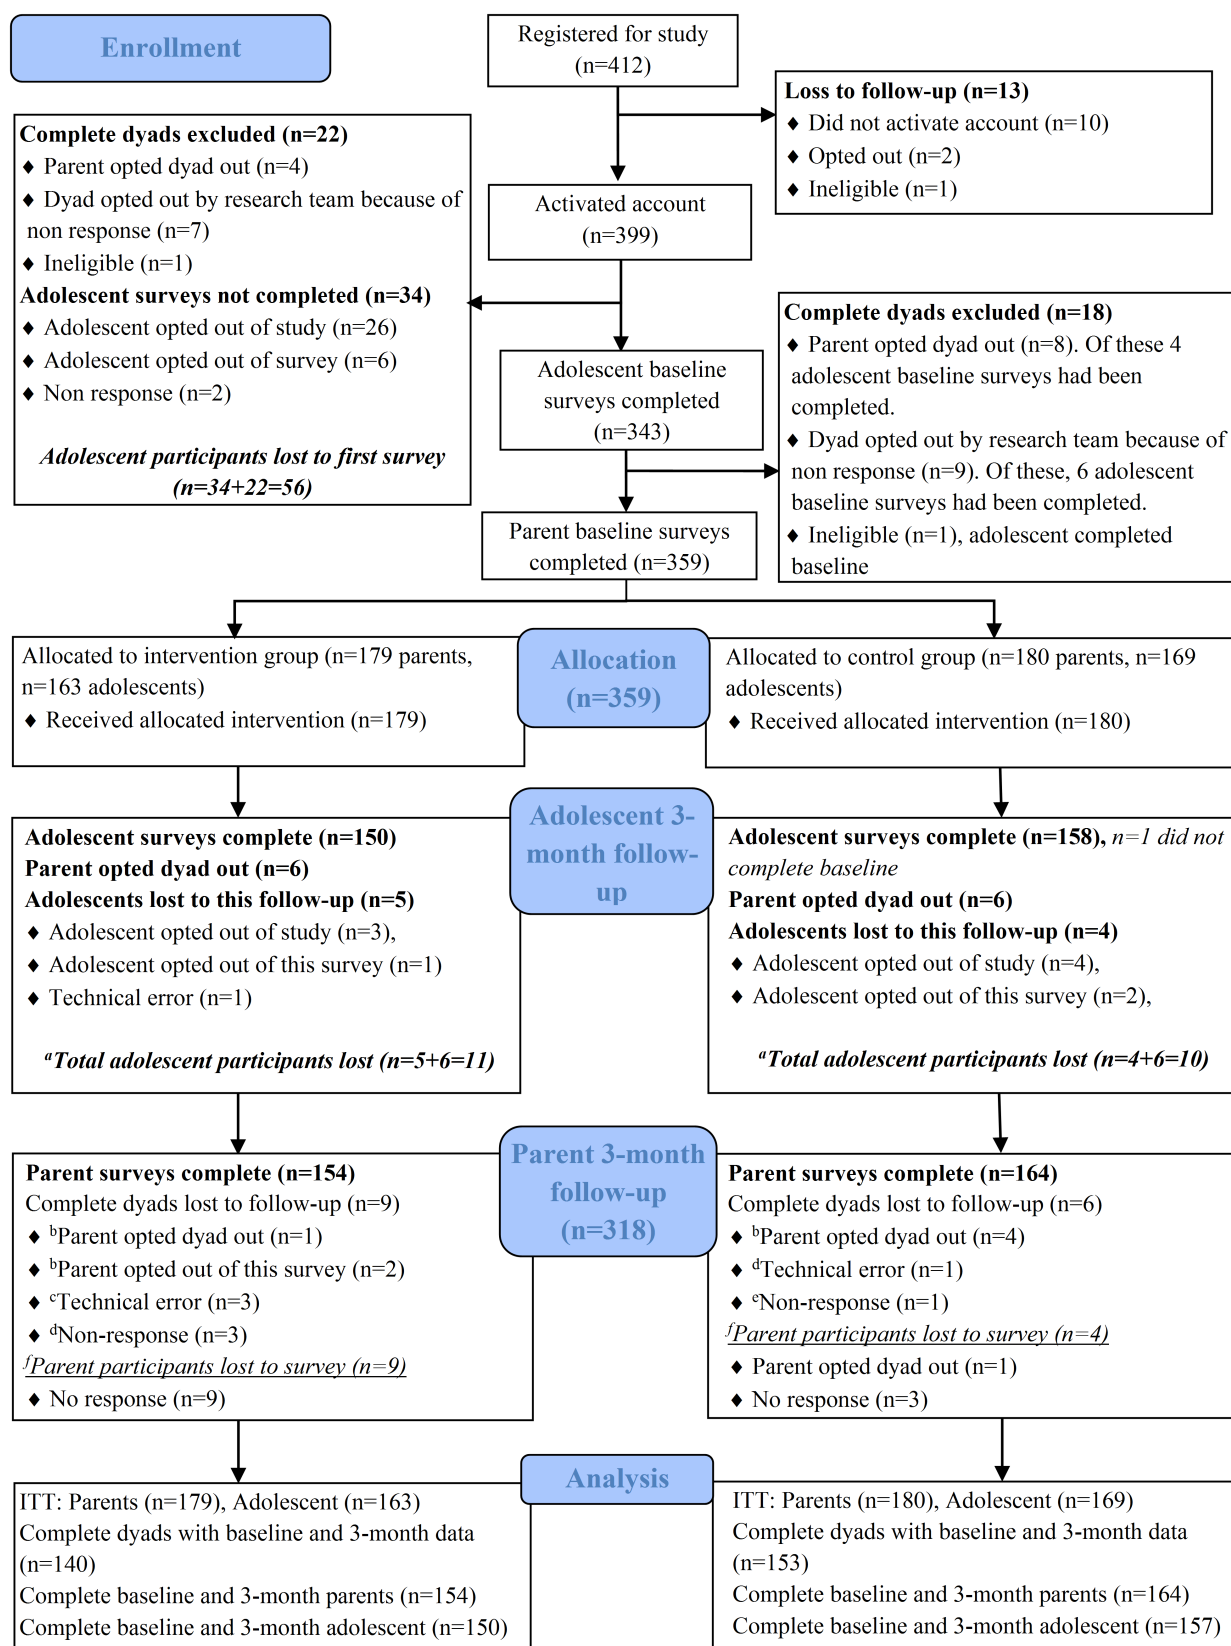 Enrollment
Registered for study
(n=412)
Loss to follow-up (n=13)
♦ Did not activate account (n=10)
♦ Opted out (n=2)
♦ Ineligible (n=1)
Complete dyads excluded (n=22)
♦ Parent opted dyad out (n=4)
♦ Dyad opted out by research team because of
non response (n=7)
♦ Ineligible (n=1)
Adolescent surveys not completed (n=34)
♦ Adolescent opted out of study (n=26)
♦ Adolescent opted out of survey (n=6)
♦ Non response (n=2)
Adolescent participants lost to first survey
(n=34+22=56)
Activated account
(n=399)
Adolescent baseline
surveys completed
(n=343)
Complete dyads excluded (n=18)
♦ Parent opted dyad out (n=8). Of these 4
adolescent baseline surveys had been
completed.
♦ Dyad opted out by research team because of
non response (n=9). Of these, 6 adolescent
baseline surveys had been completed.
♦ Ineligible (n=1), adolescent completed
baseline
Parent baseline surveys
completed (n=359)
Allocated to intervention group (n=179 parents,
n=163 adolescents)
♦ Received allocated intervention (n=179)
Allocation
(n=359)
Allocated to control group (n=180 parents, n=169
adolescents)
♦ Received allocated intervention (n=180)
Adolescent surveys complete (n=150)
Parent opted dyad out (n=6)
Adolescents lost to this follow-up (n=5)
♦ Adolescent opted out of study (n=3),
♦ Adolescent opted out of this survey (n=1)
♦ Technical error (n=1)
ᵃTotal adolescent participants lost (n=5+6=11)
Adolescent 3-
month follow-
up
Adolescent surveys complete (n=158), n=1 did not
complete baseline
Parent opted dyad out (n=6)
Adolescents lost to this follow-up (n=4)
♦ Adolescent opted out of study (n=4),
♦ Adolescent opted out of this survey (n=2),
ᵃTotal adolescent participants lost (n=4+6=10)
Parent surveys complete (n=154)
Complete dyads lost to follow-up (n=9)
♦ ᵇParent opted dyad out (n=1)
♦ ᵇParent opted out of this survey (n=2)
♦ ᶜTechnical error (n=3)
♦ ᵈNon-response (n=3)
ᶠParent participants lost to survey (n=9)
♦ No response (n=9)
Parent 3-month
follow-up
(n=318)
Parent surveys complete (n=164)
Complete dyads lost to follow-up (n=6)
♦ ᵇParent opted dyad out (n=4)
♦ ᵈTechnical error (n=1)
♦ ᵉNon-response (n=1)
ᶠParent participants lost to survey (n=4)
♦ Parent opted dyad out (n=1)
♦ No response (n=3)
Analysis
ITT: Parents (n=179), Adolescent (n=163)
Complete dyads with baseline and 3-month data
(n=140)
Complete baseline and 3-month parents (n=154)
Complete baseline and 3-month adolescent (n=150)
ITT: Parents (n=180), Adolescent (n=169)
Complete dyads with baseline and 3-month data
(n=153)
Complete baseline and 3-month parents (n=164)
Complete baseline and 3-month adolescent (n=157)